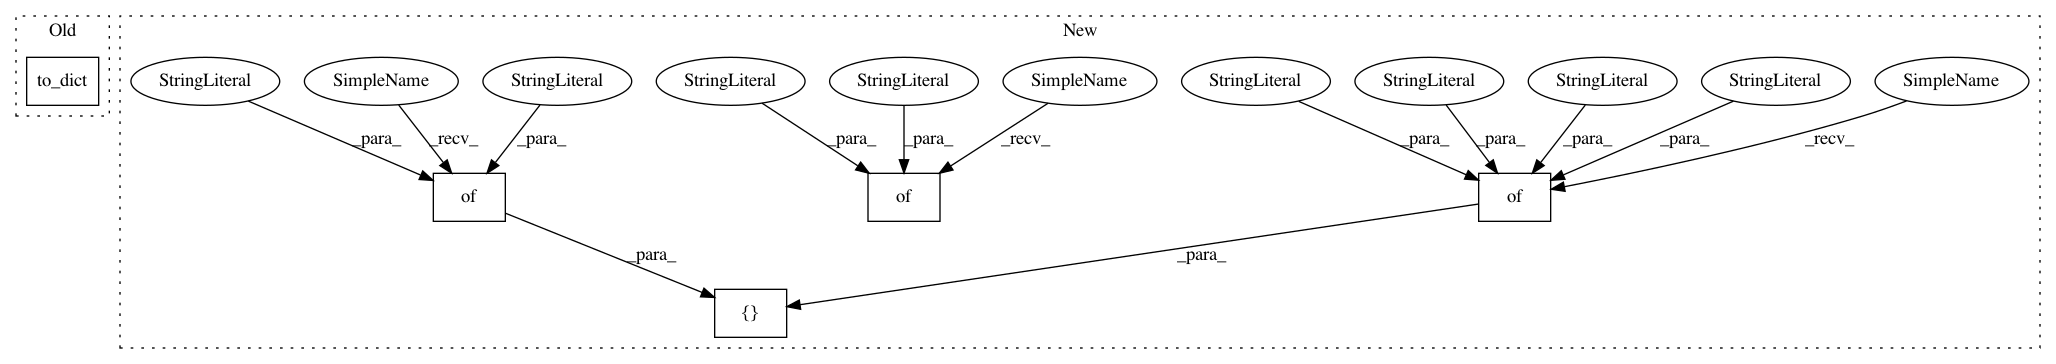 Old
New
to_dict
StringLiteral
SimpleName
StringLiteral
StringLiteral
StringLiteral
SimpleName
StringLiteral
StringLiteral
StringLiteral
StringLiteral
SimpleName
_para_
_recv_
_para_
_para_
_para_
_recv_
_para_
_para_
_para_
_para_
_recv_
of
of
of
_para_
_para_
{}